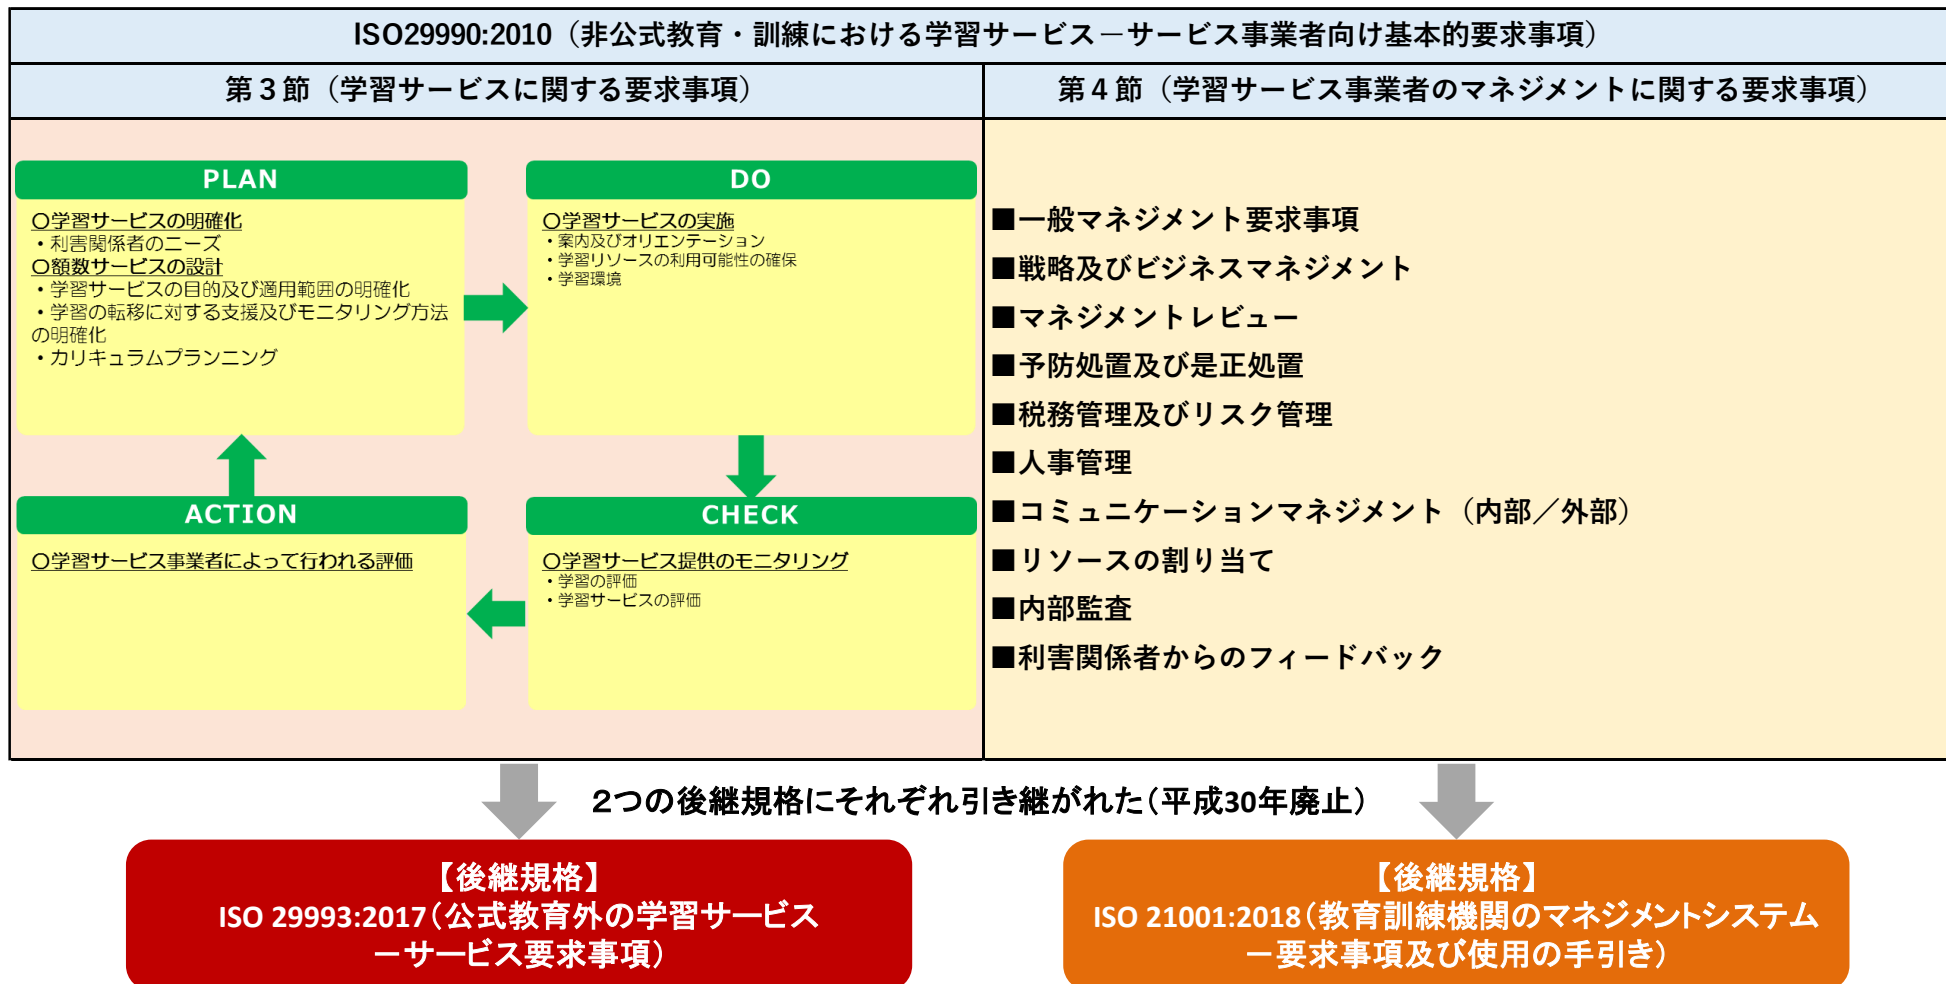 ISO29990:2010（非公式教育・訓練における学習サービス－サービス事業者向け基本的要求事項）
第３節（学習サービスに関する要求事項）
第４節（学習サービス事業者のマネジメントに関する要求事項）
PLAN
〇学習サービスの明確化
・利害関係者のニーズ
〇額数サービスの設計
・学習サービスの目的及び適用範囲の明確化
・学習の転移に対する支援及びモニタリング方法
の明確化
・カリキュラムプランニング
DO
〇学習サービスの実施
・案内及びオリエンテーション
・学習リソースの利用可能性の確保
・学習環境
ACTION
〇学習サービス事業者によって行われる評価
CHECK
〇学習サービス提供のモニタリング
・学習の評価
・学習サービスの評価
■一般マネジメント要求事項
■戦略及びビジネスマネジメント
■マネジメントレビュー
■予防処置及び是正処置
■税務管理及びリスク管理
■人事管理
■コミュニケーションマネジメント（内部／外部）
■リソースの割り当て
■内部監査
■利害関係者からのフィードバック
２つの後継規格にそれぞれ引き継がれた（平成30年廃止）
【後継規格】
ISO 29993:2017（公式教育外の学習サービス
－サービス要求事項）
【後継規格】
ISO 21001:2018（教育訓練機関のマネジメントシステム
－要求事項及び使用の手引き）